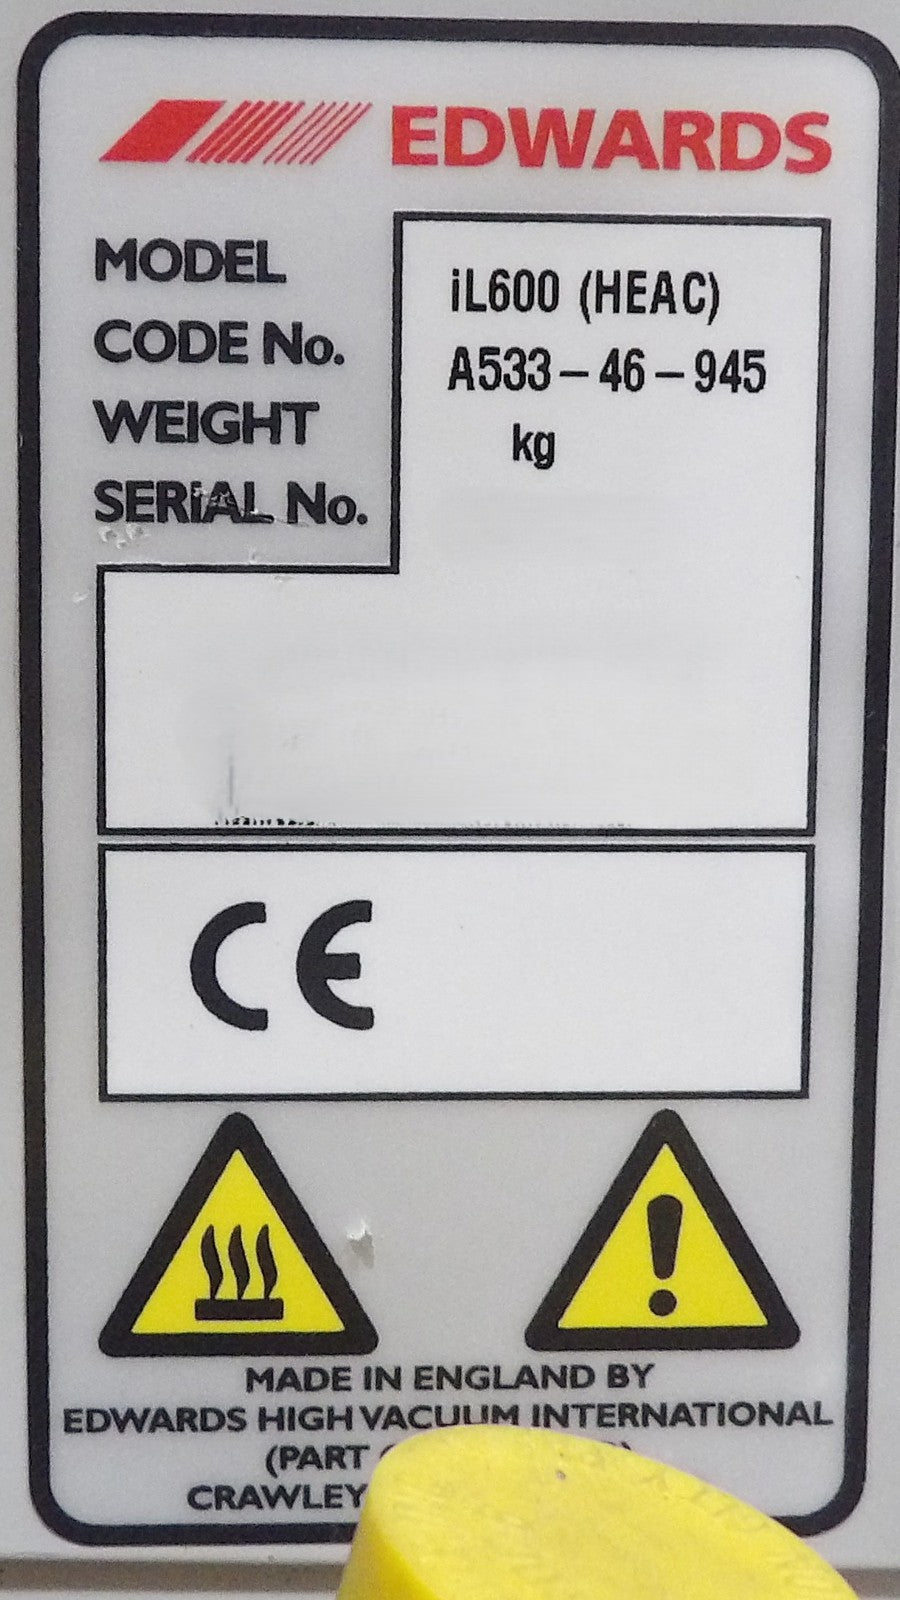 EDWARDS
MODEL iL600 (HEAC)
CODE No. A533-46-945
WEIGHT kg
SERIAL No.
CE
MADE IN ENGLAND BY
EDWARDS HIGH VACUUM INTERNATIONAL
(PART
CRAWLEY